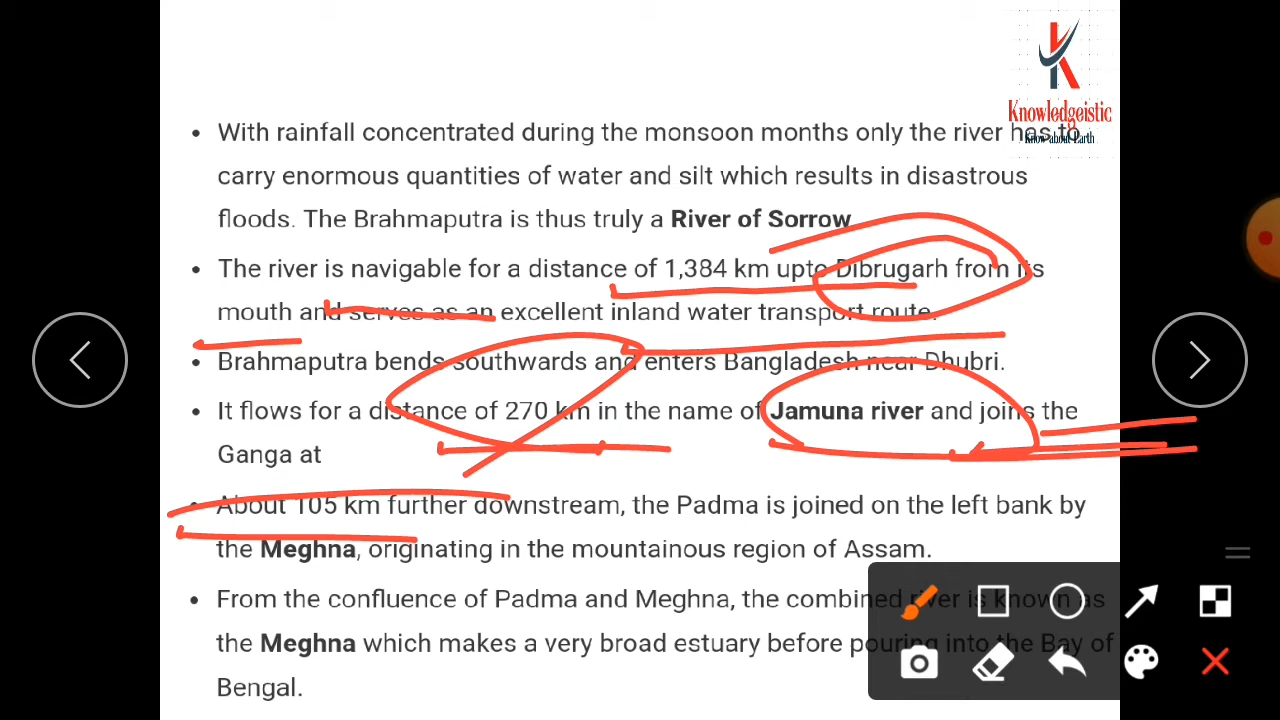 Knowledgeistic
Know about Earth
With rainfall concentrated during the monsoon months only the river has to
carry enormous quantities of water and silt which results in disastrous
floods. The Brahmaputra is thus truly a River of Sorrow
The river is navigable for a distance of 1,384 km upto Dibrugarh from its
mouth and serves as an excellent inland water transport route.
Brahmaputra bends southwards and enters Bangladesh near Dhubri.
It flows for a distance of 270 km in the name of Jamuna river and joins the
Ganga at
About 105 km further downstream, the Padma is joined on the left bank by
the Meghna, originating in the mountainous region of Assam.
From the confluence of Padma and Meghna, the combined river is known as
the Meghna which makes a very broad estuary before pouring into the Bay of
Bengal.